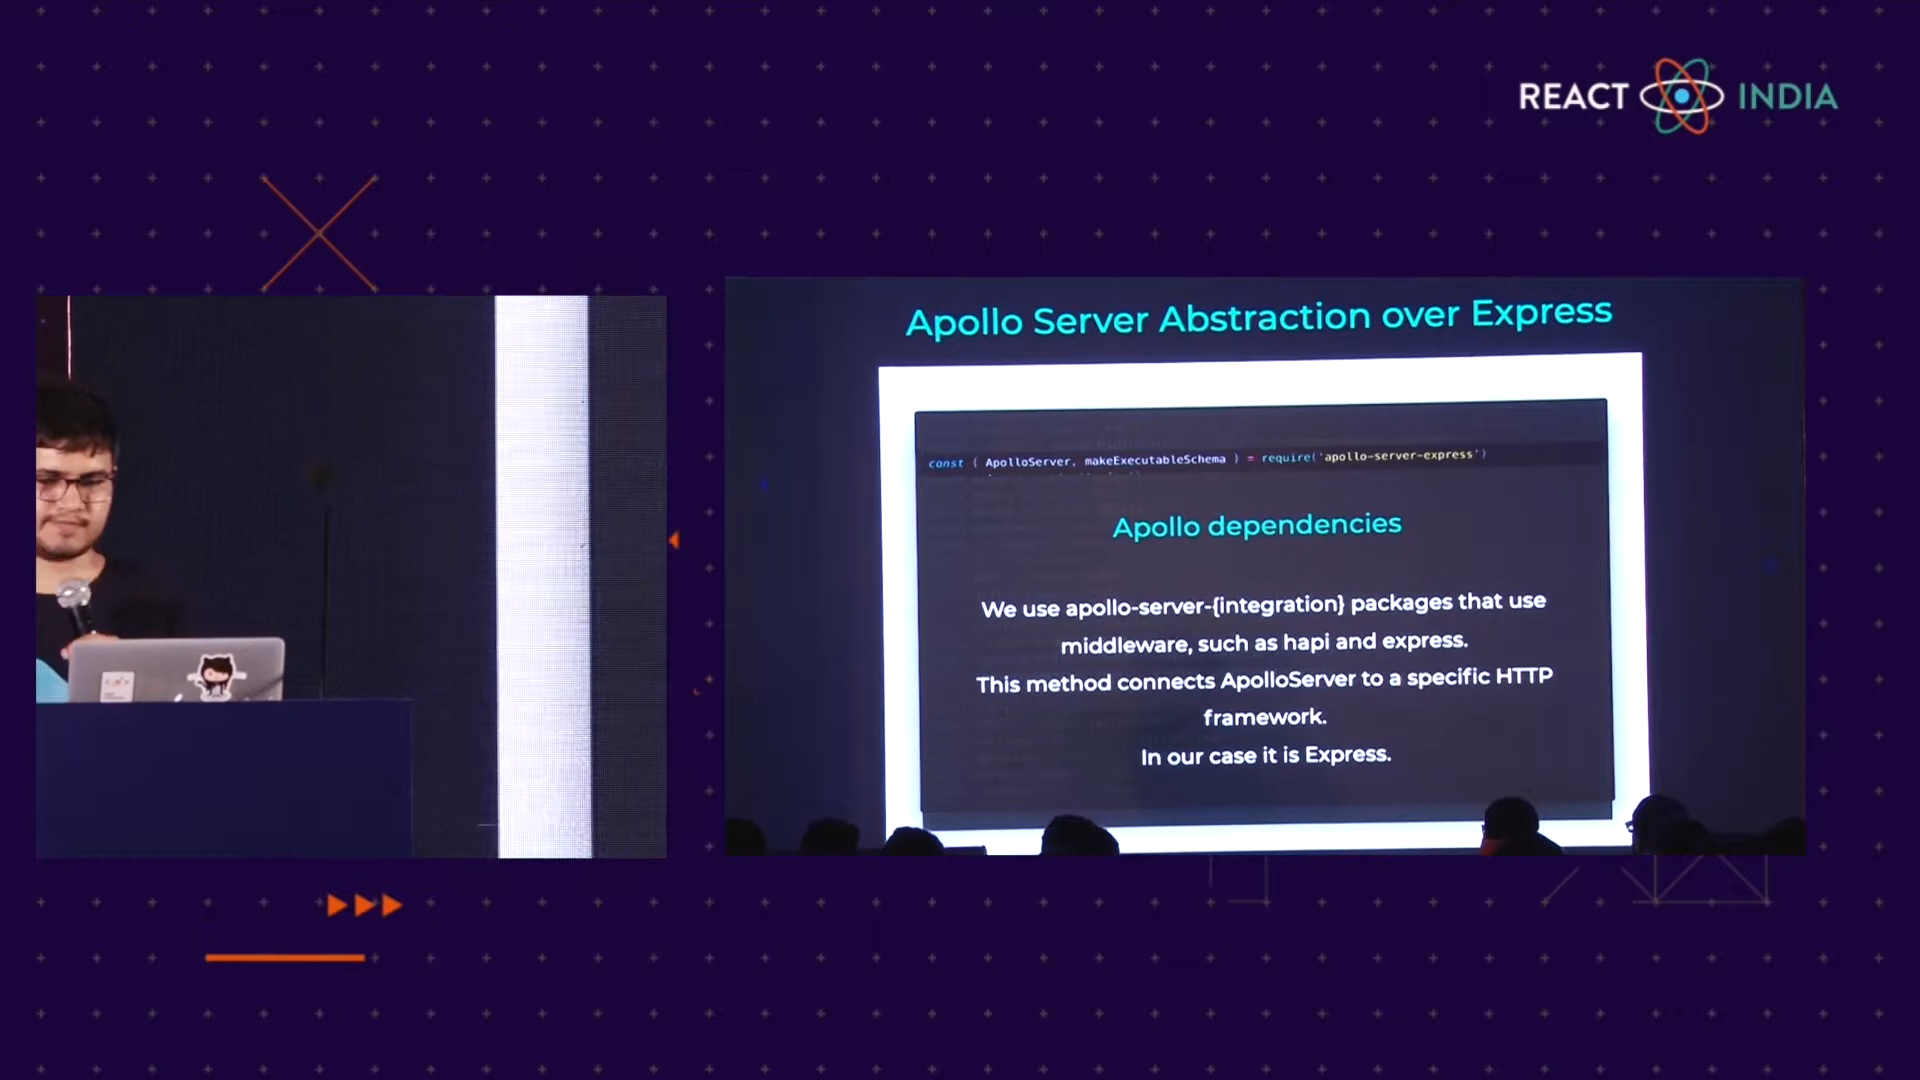 REACT INDIA
Apollo Server Abstraction over Express
const { ApolloServer, makeExecutableSchema } = require('apollo-server-express')
Apollo dependencies
We use apollo-server-{integration} packages that use
middleware, such as hapi and express.
This method connects ApolloServer to a specific HTTP
framework.
In our case it is Express.